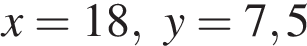 x = 18, y = 7,5